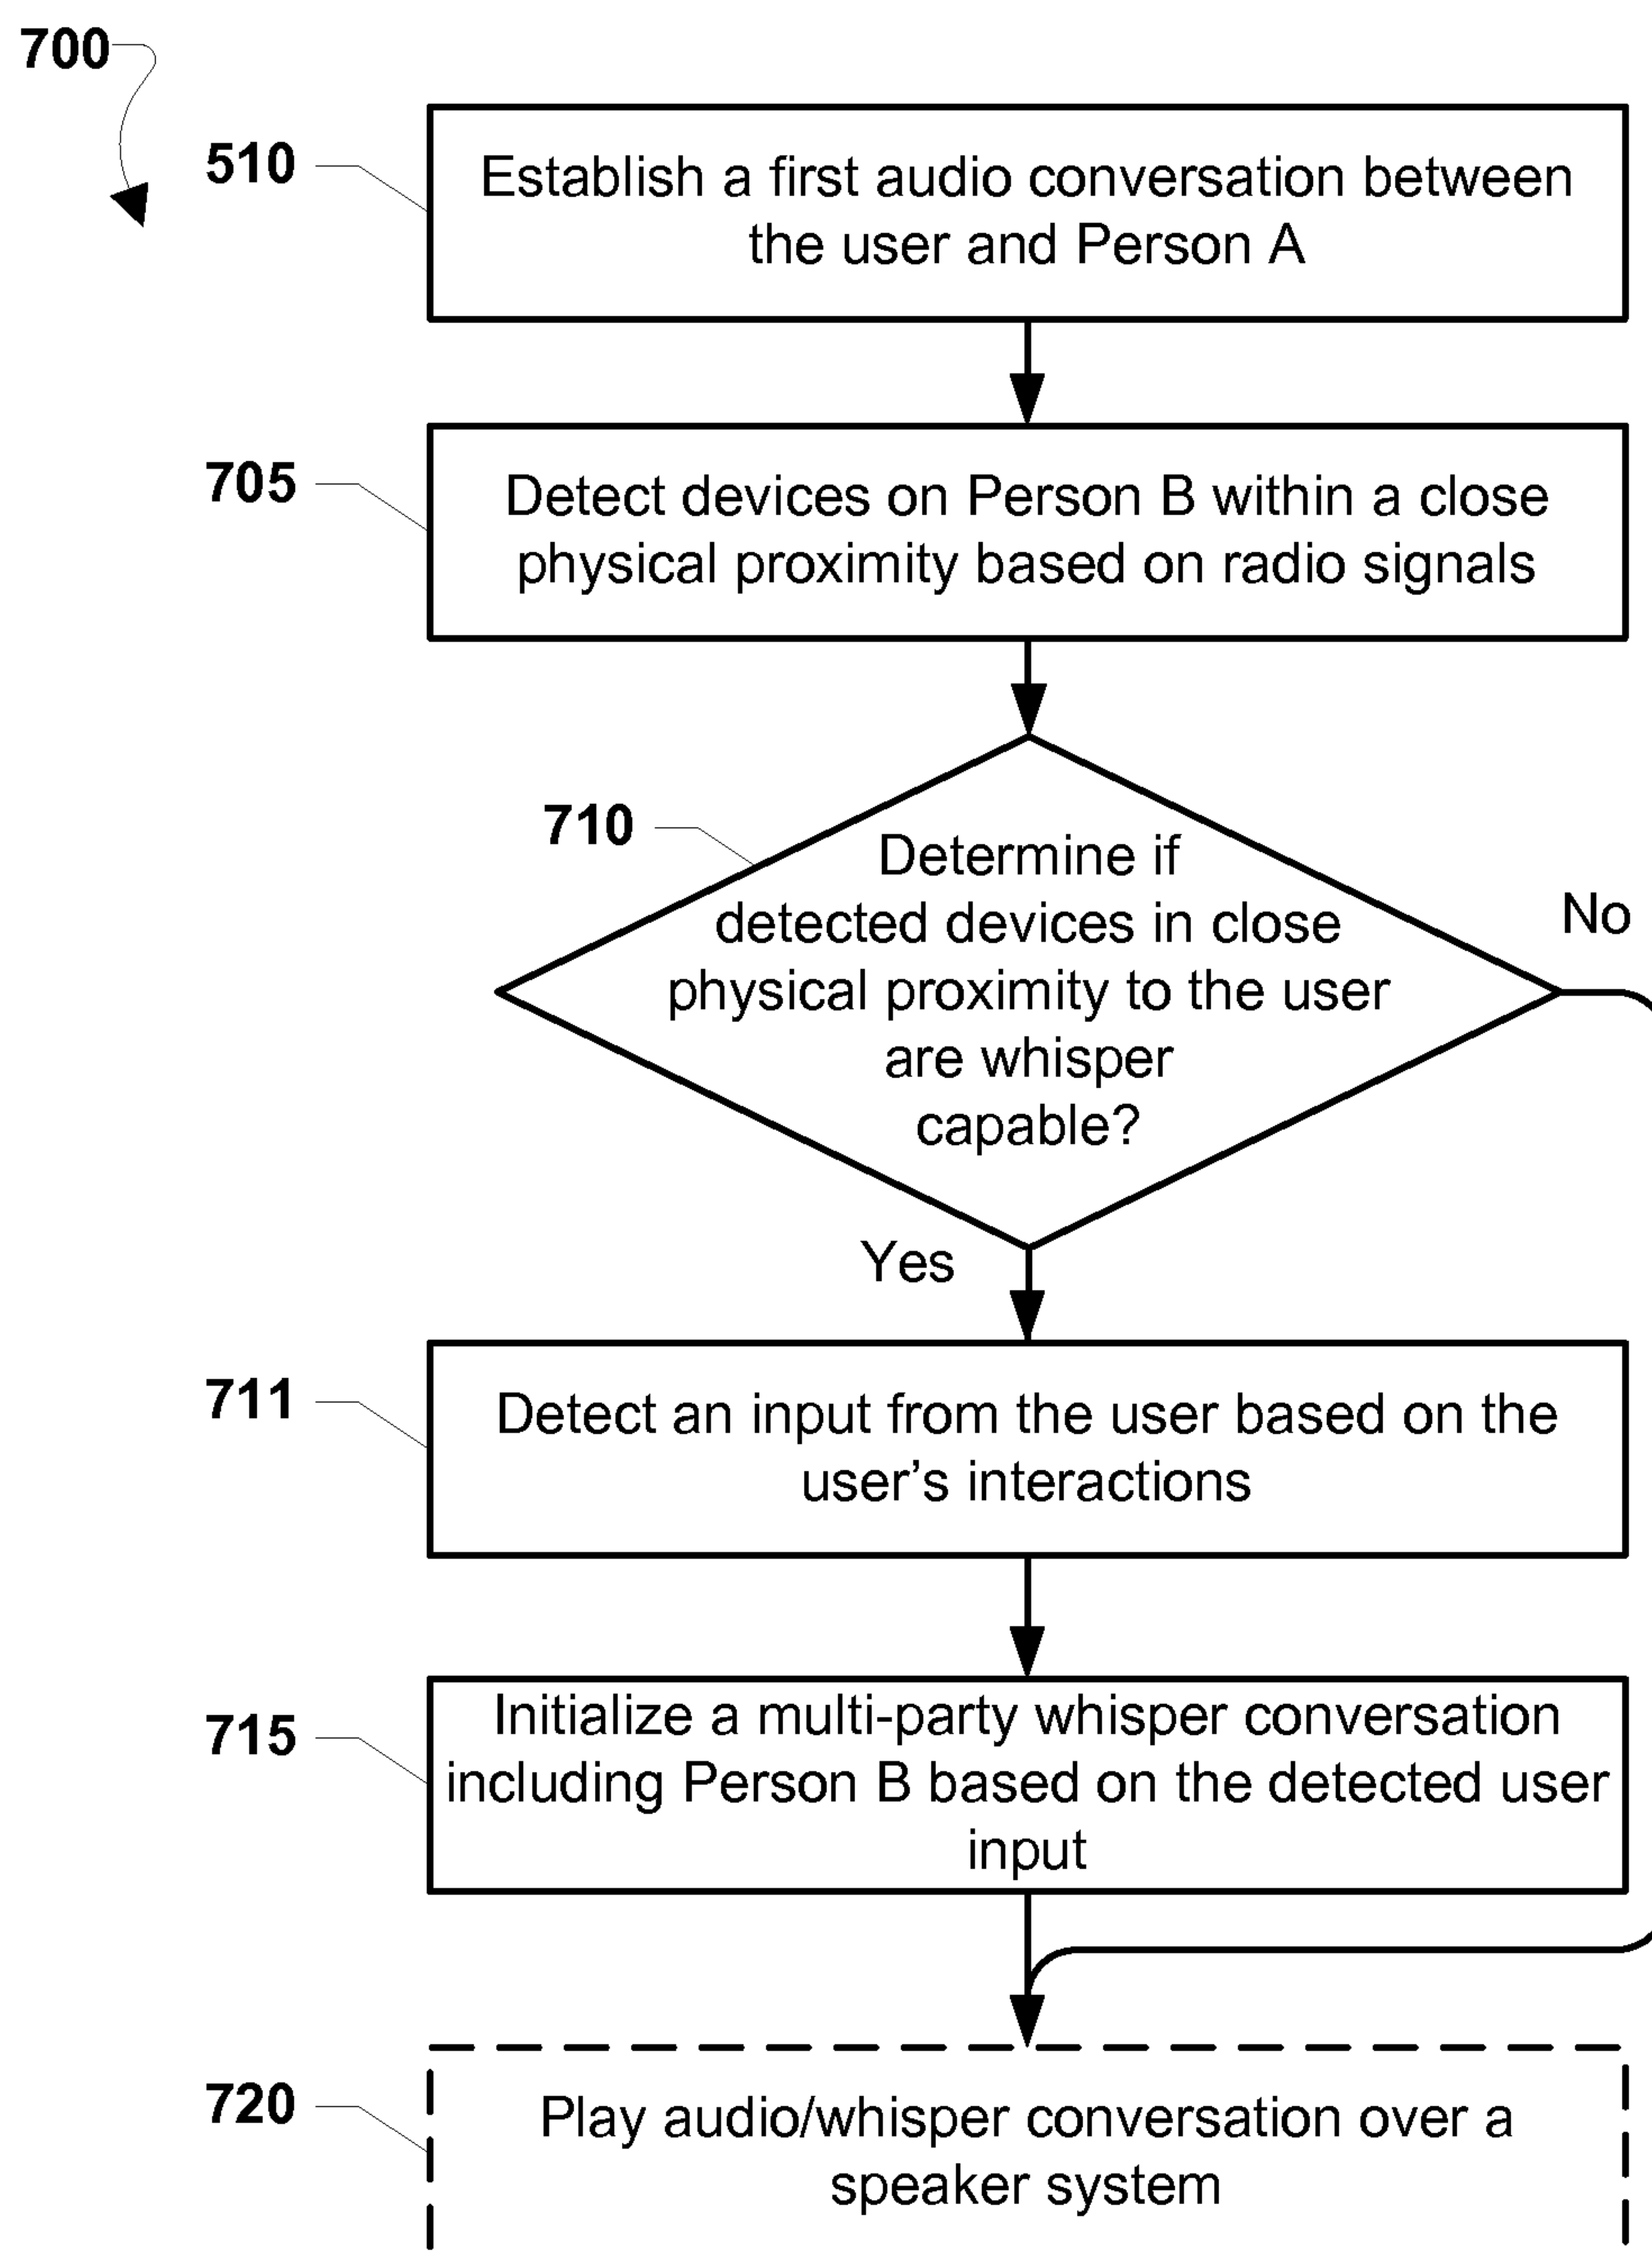 700
510
Establish a first audio conversation between
the user and Person A
705
Detect devices on Person B within a close
physical proximity based on radio signals
710
Determine if
detected devices in close
physical proximity to the user
are whisper
capable?
No
Yes
711
Detect an input from the user based on the
user’s interactions
715
Initialize a multi-party whisper conversation
including Person B based on the detected user
input
720
Play audio/whisper conversation over a
speaker system